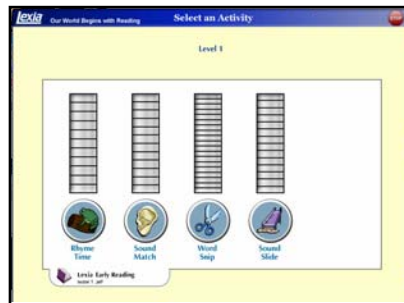 Lexia Our World Begins with Reading Select an Activity STOP
Level 1
Rhyme Time
Sound Match
Word Snip
Sound Slide
Lexia Early Reading